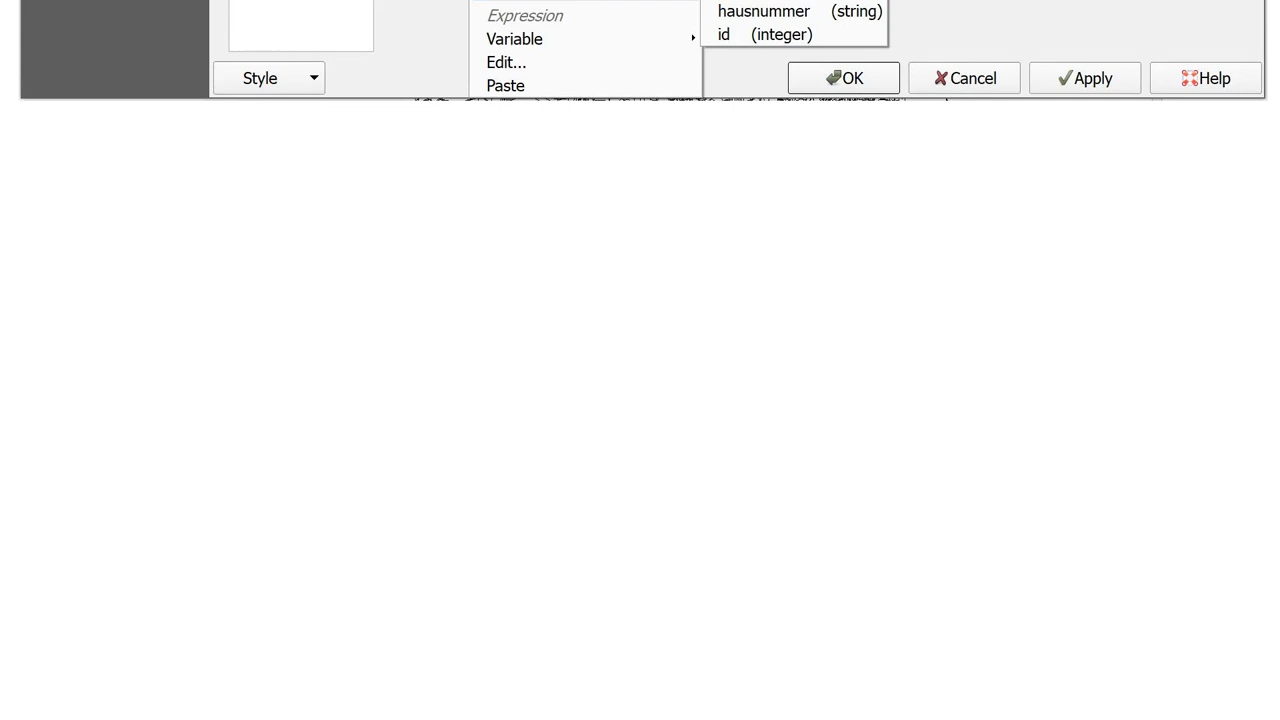 hausnummer (string)
id (integer)
Expression
Variable
Edit...
Paste
Style
OK
Cancel
Apply
Help